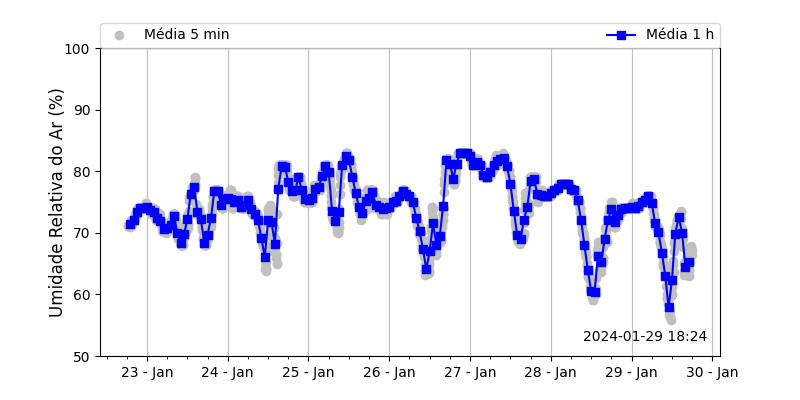 Média 5 min
Média 1 h
Umidade Relativa do Ar (%)
100
90
80
70
60
50
2024-01-29 18:24
23 - Jan
24 - Jan
25 - Jan
26 - Jan
27 - Jan
28 - Jan
29 - Jan
30 - Jan